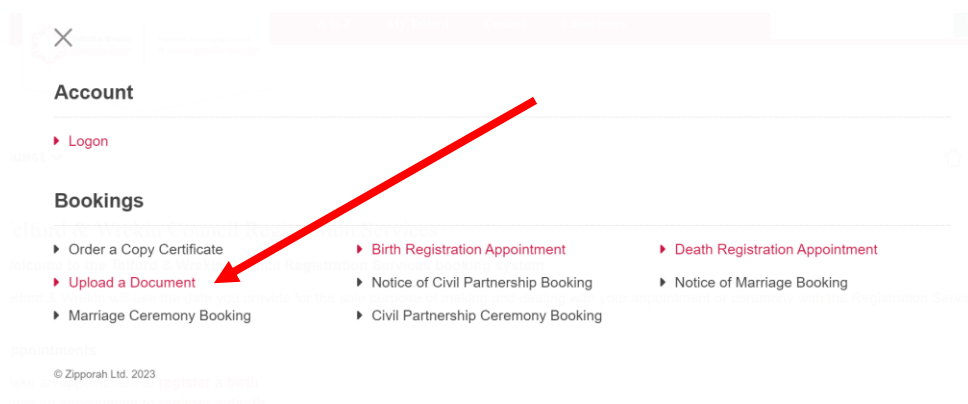 Account
Logon
Bookings
Order a Copy Certificate
Birth Registration Appointment
Death Registration Appointment
Upload a Document
Notice of Civil Partnership Booking
Notice of Marriage Booking
Marriage Ceremony Booking
Civil Partnership Ceremony Booking
© Zipporah Ltd. 2023